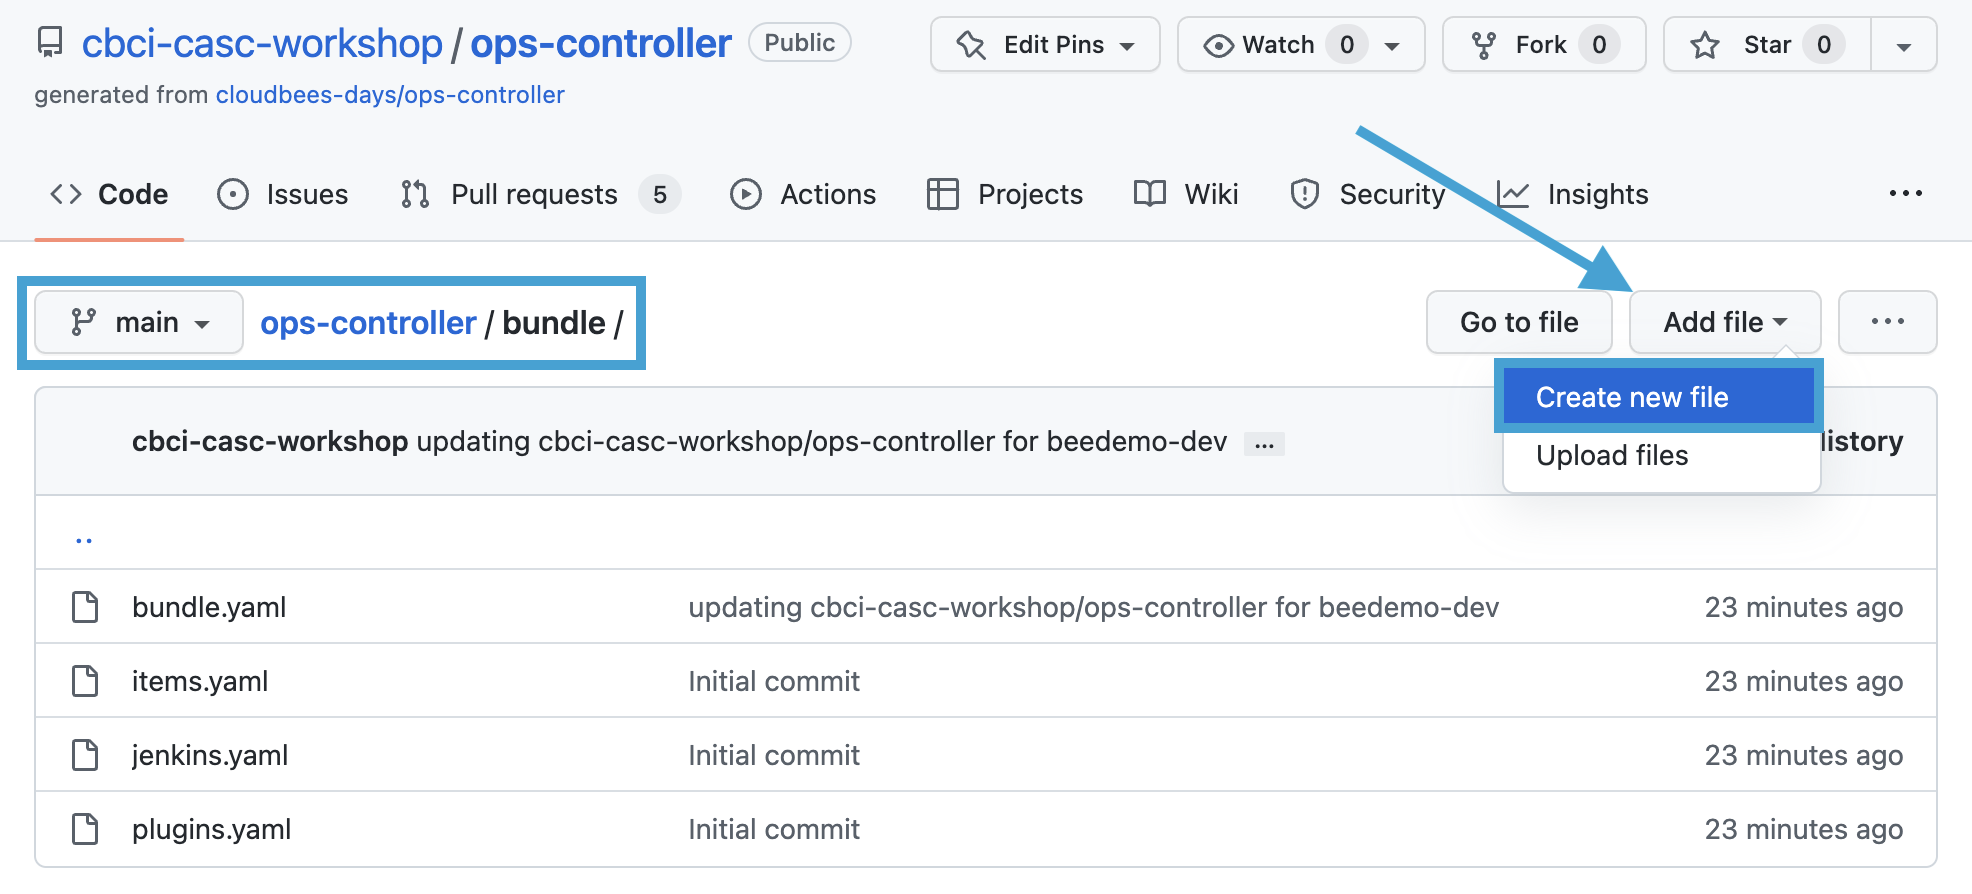 cbci-casc-workshop / ops-controller Public Edit Pins Watch 0 Fork 0 Star 0
generated from cloudbees-days/ops-controller
Code Issues Pull requests 5 Actions Projects Wiki Security Insights ...
main ops-controller / bundle / Go to file Add file ...
Create new file
cbci-casc-workshop updating cbci-casc-workshop/ops-controller for beedemo-dev ... istory
Upload files
..
bundle.yaml updating cbci-casc-workshop/ops-controller for beedemo-dev 23 minutes ago
items.yaml Initial commit 23 minutes ago
jenkins.yaml Initial commit 23 minutes ago
plugins.yaml Initial commit 23 minutes ago